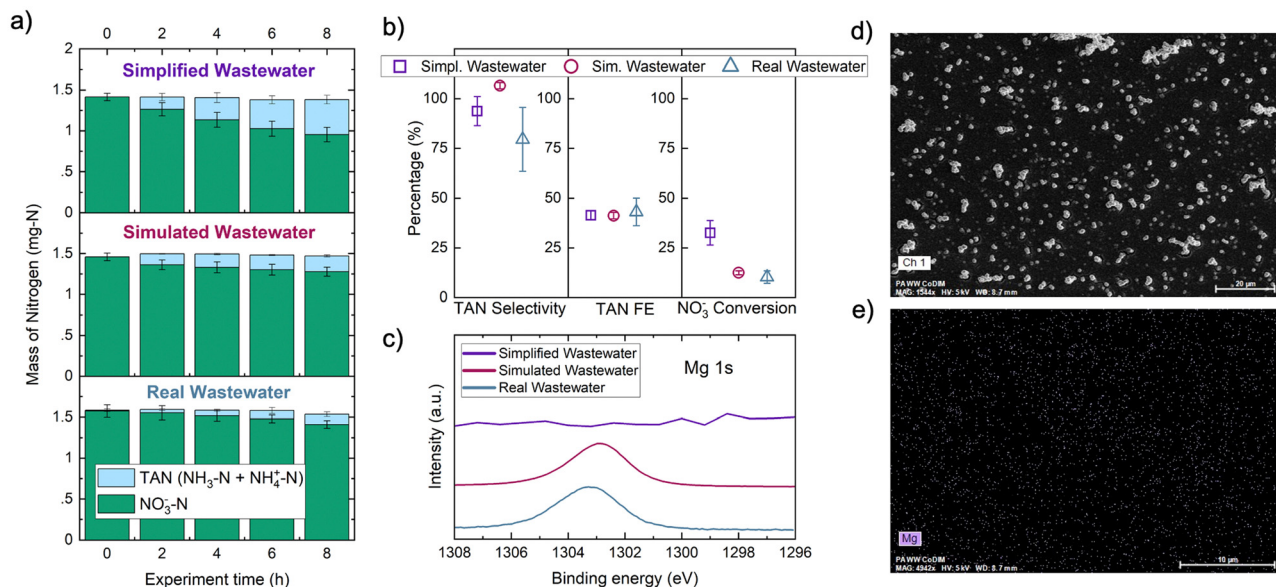 a)
0 2 4 6 8
2
1.5
1
.5
0
Simplified Wastewater
Mass of Nitrogen (mg-N)
1.5
1
.5
0
Simulated Wastewater
1.5
1
.5
0
Real Wastewater
TAN (NH₃-N + NH₄⁺-N)
NO₃⁻-N
0 2 4 6 8
Experiment time (h)
b)
Simpl. Wastewater Sim. Wastewater Real Wastewater
Percentage (%)
100 100 100
75 75 75
50 50 50
25 25 25
0
TAN Selectivity TAN FE NO₃⁻ Conversion
c)
Simplified Wastewater
Simulated Wastewater
Real Wastewater
Mg 1s
Intensity (a.u.)
1308 1306 1304 1302 1300 1298 1296
Binding energy (eV)
d)
Ch 1
PAWW CoDIM
MAG: 1544x HV: 5 kV WD: 8.7 mm
20 µm
e)
Mg
PAWW CoDIM
MAG: 4942x HV: 5 kV WD: 8.7 mm
10 µm